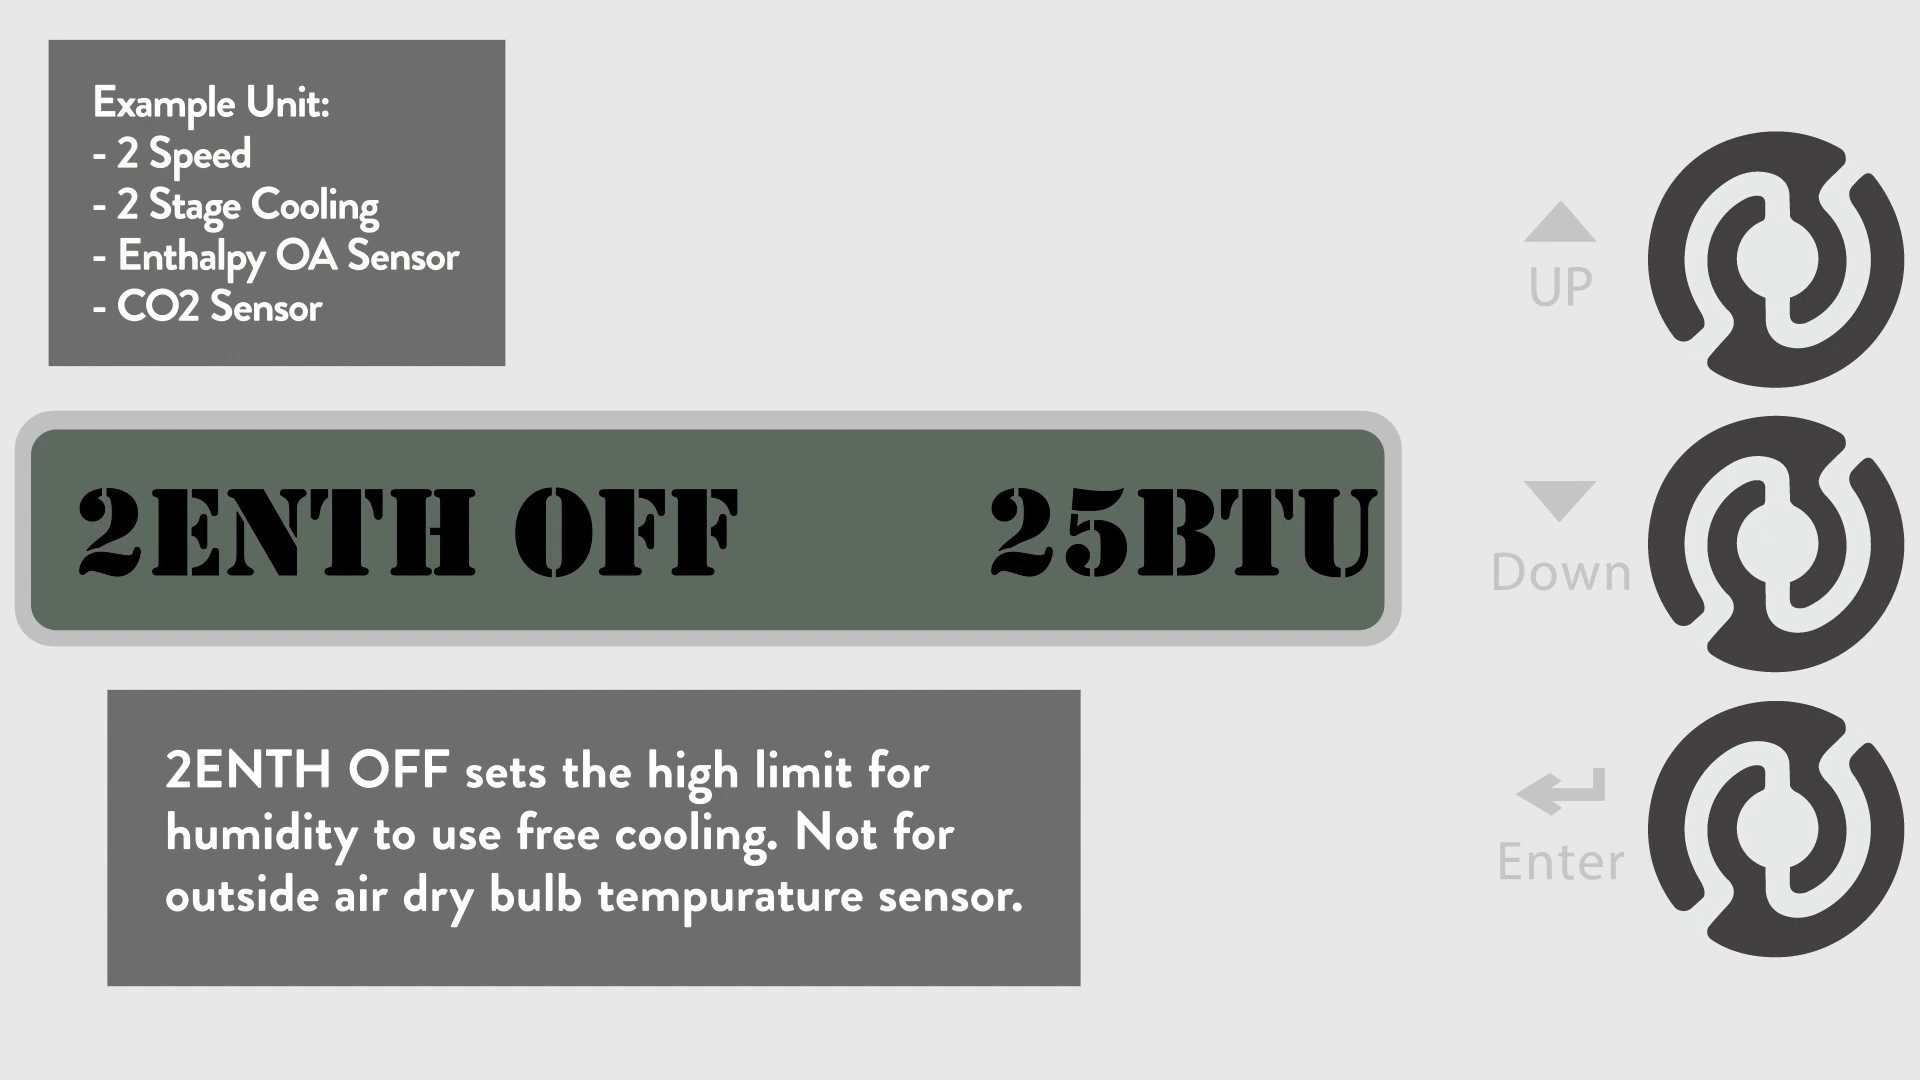 Example Unit:
- 2 Speed
- 2 Stage Cooling
- Enthalpy OA Sensor
- CO2 Sensor
UP
2ENTH OFF 25BTU
Down
2ENTH OFF sets the high limit for
humidity to use free cooling. Not for
outside air dry bulb tempurature sensor.
Enter